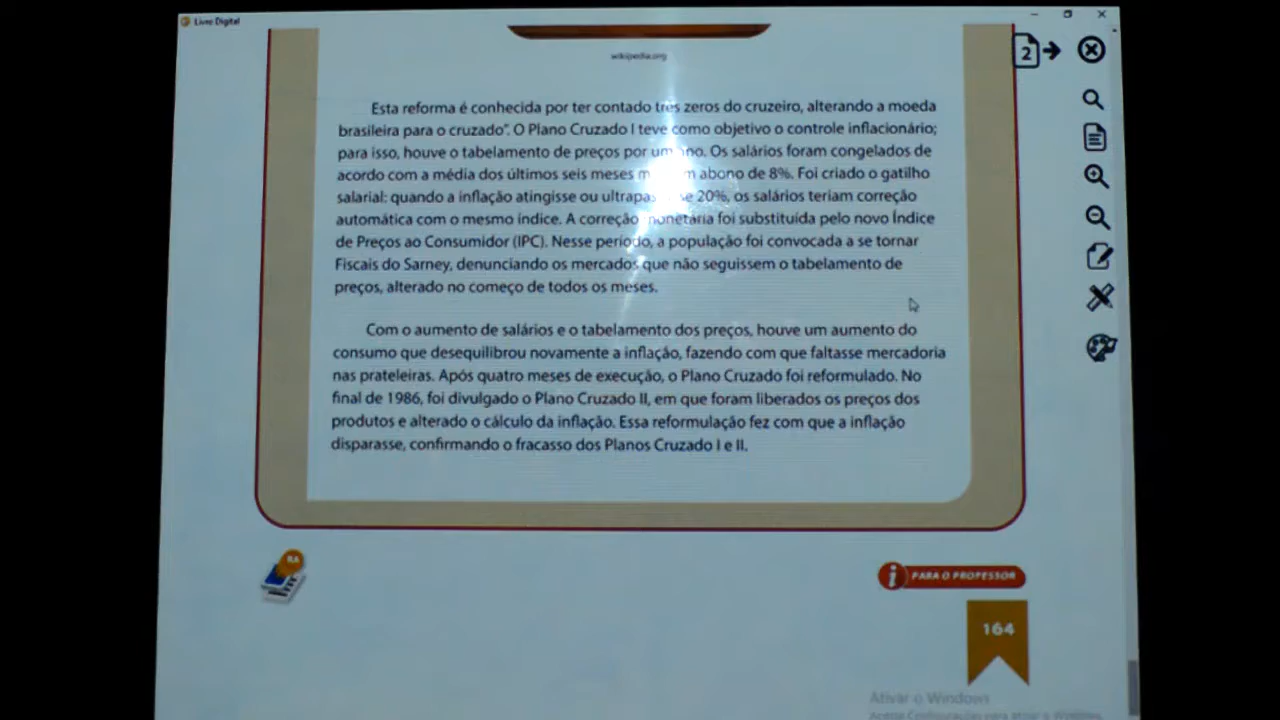 Livro Digital
2
wikipedia.org
Esta reforma é conhecida por ter contado três zeros do cruzeiro, alterando a moeda
brasileira para o cruzado". O Plano Cruzado I teve como objetivo o controle inflacionário;
para isso, houve o tabelamento de preços por um ano. Os salários foram congelados de
acordo com a média dos últimos seis meses abono de 8%. Foi criado o gatilho
salarial: quando a inflação atingisse ou 20%, os salários teriam correção
automática com o mesmo índice. A correção monetária foi substituída pelo novo Índice
de Preços ao Consumidor (IPC). Nesse período, a população foi convocada a se tornar
Fiscais do Sarney, denunciando os mercados que não seguissem o tabelamento de
preços, alterado no começo de todos os meses.
Com o aumento de salários e o tabelamento dos preços, houve um aumento do
consumo que desequilibrou novamente a inflação, fazendo com que faltasse mercadoria
nas prateleiras. Após quatro meses de execução, o Plano Cruzado foi reformulado. No
final de 1986, foi divulgado o Plano Cruzado II, em que foram liberados os preços dos
produtos e alterado o cálculo da inflação. Essa reformulação fez com que a inflação
disparasse, confirmando o fracasso dos Planos Cruzado I e II.
PARA O PROFESSOR
164
Ativar o Windows